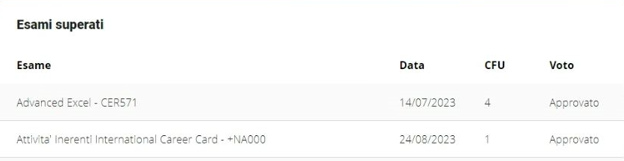 Esami superati
Esame Data CFU Voto
Advanced Excel - CER571 14/07/2023 4 Approvato
Attivita' Inerenti International Career Card - +NA000 24/08/2023 1 Approvato